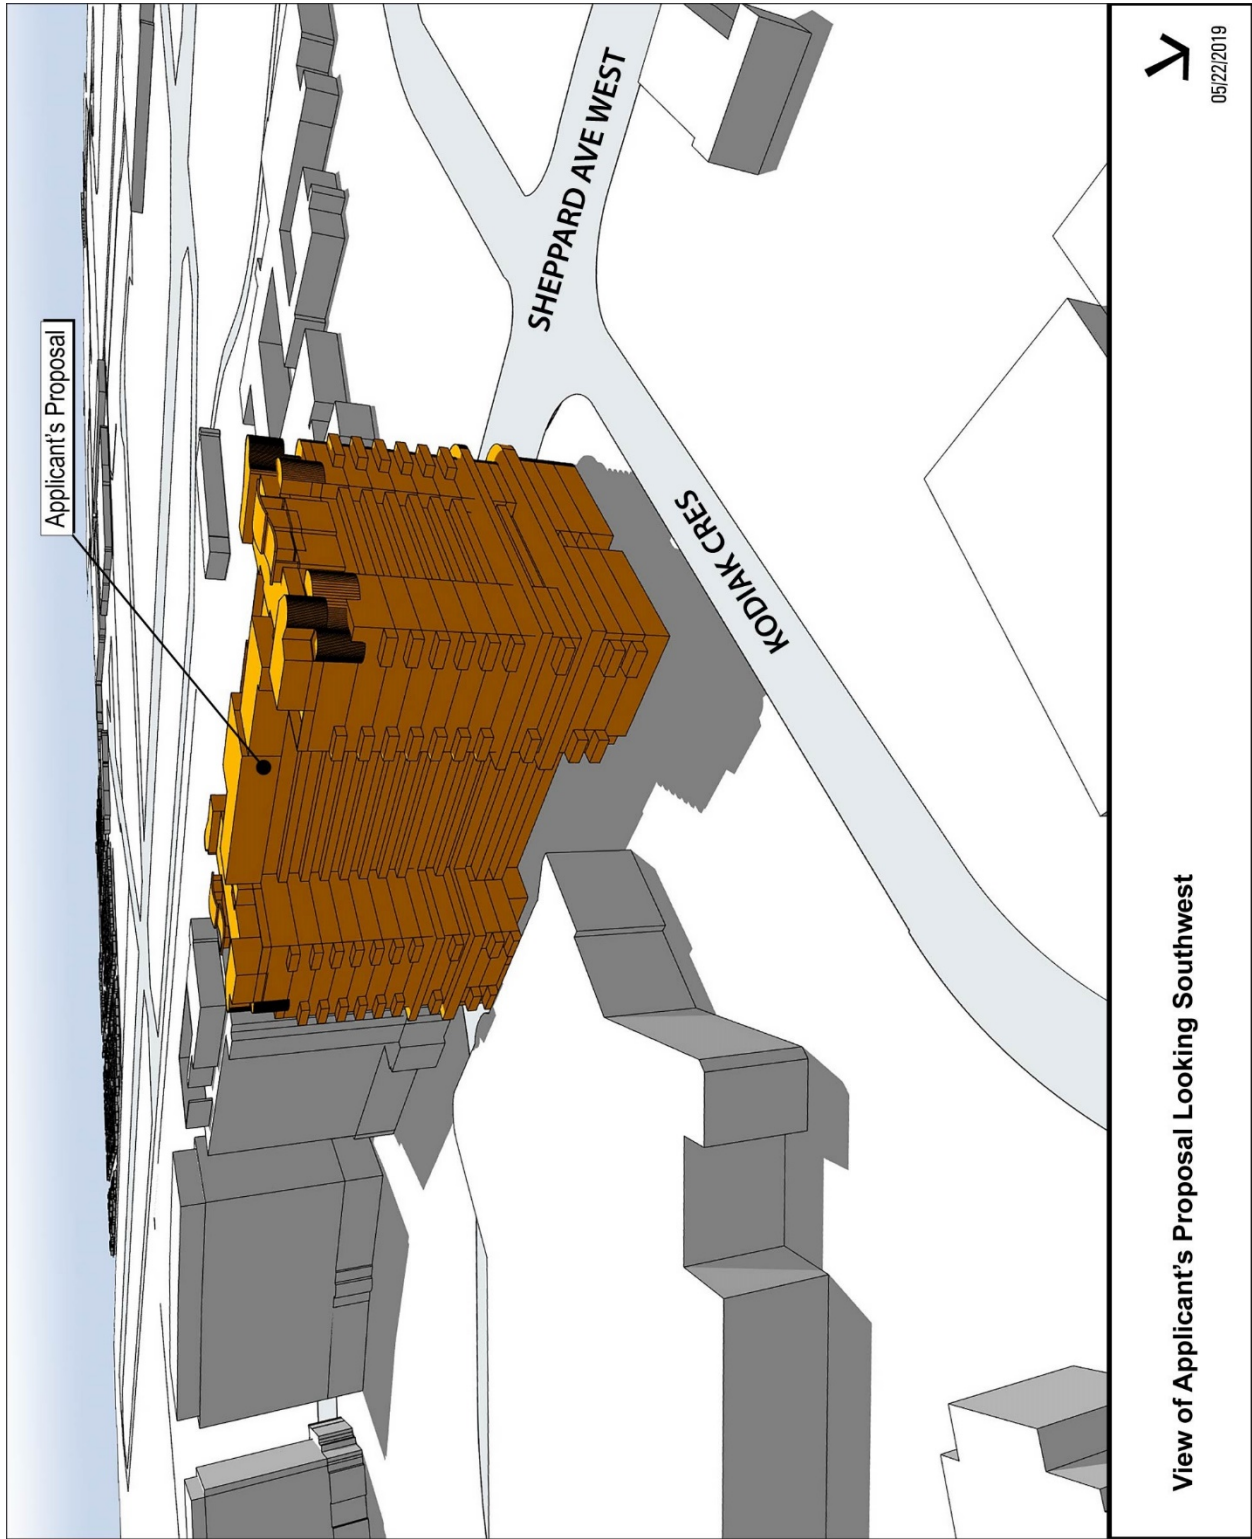 Applicant's Proposal
SHEPPARD AVE WEST
KODIAK CRES
View of Applicant's Proposal Looking Southwest
05/22/2019